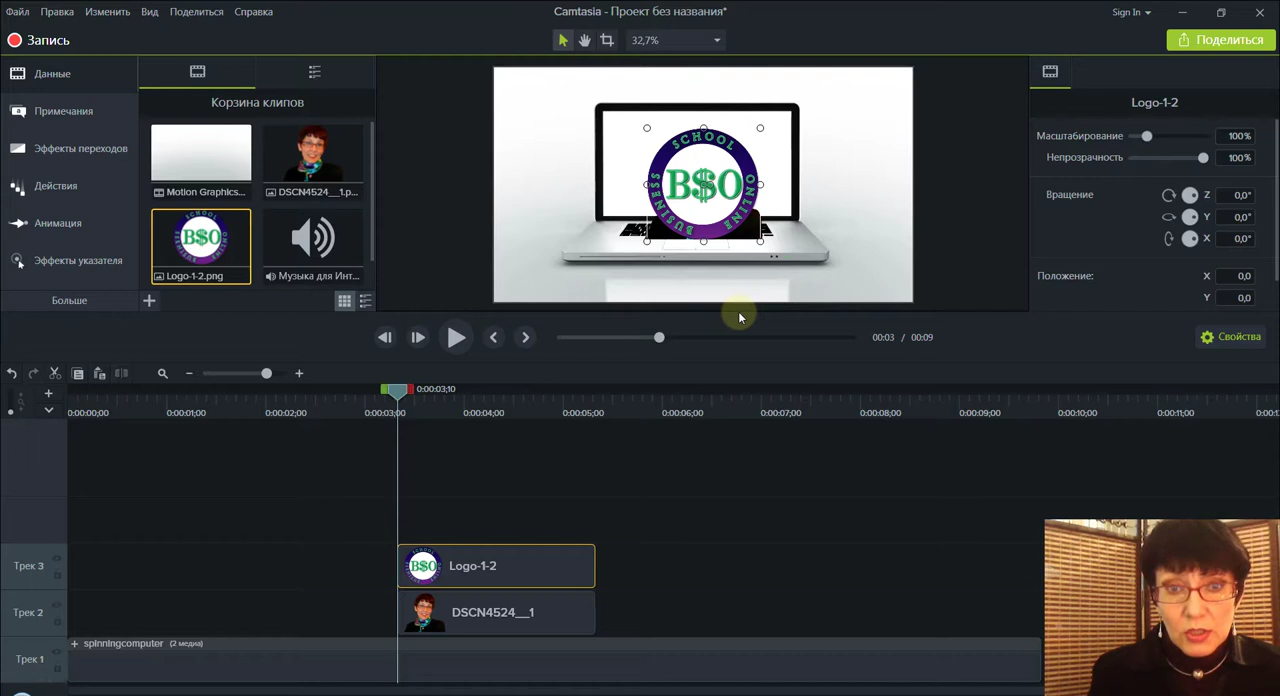 Файл Правка Изменить Вид Поделиться Справка
Camtasia - Проект без названия*
Sign In
Запись
32,7%
Поделиться
Данные
Примечания
Эффекты переходов
Действия
Анимация
Эффекты указателя
Больше
Корзина клипов
Motion Graphics...
DSCN4524__1.p...
Logo-1-2.png
Музыка для Инт...
SCHOOL
B$O
BUSINESS
ONLINE
Logo-1-2
Масштабирование 100%
Непрозрачность 100%
Вращение Z 0,0°
Y 0,0°
X 0,0°
Положение: X 0,0
Y 0,0
00:03 / 00:09
Свойства
0:00:03;10
0:00:00;00 0:00:01;00 0:00:02;00 0:00:03;00 0:00:04;00 0:00:05;00 0:00:06;00 0:00:07;00 0:00:08;00 0:00:09;00 0:00:10;00 0:00:11;00
Трек 3
B$O
Logo-1-2
Трек 2
DSCN4524__1
+ spinningcomputer (2 медиа)
Трек 1